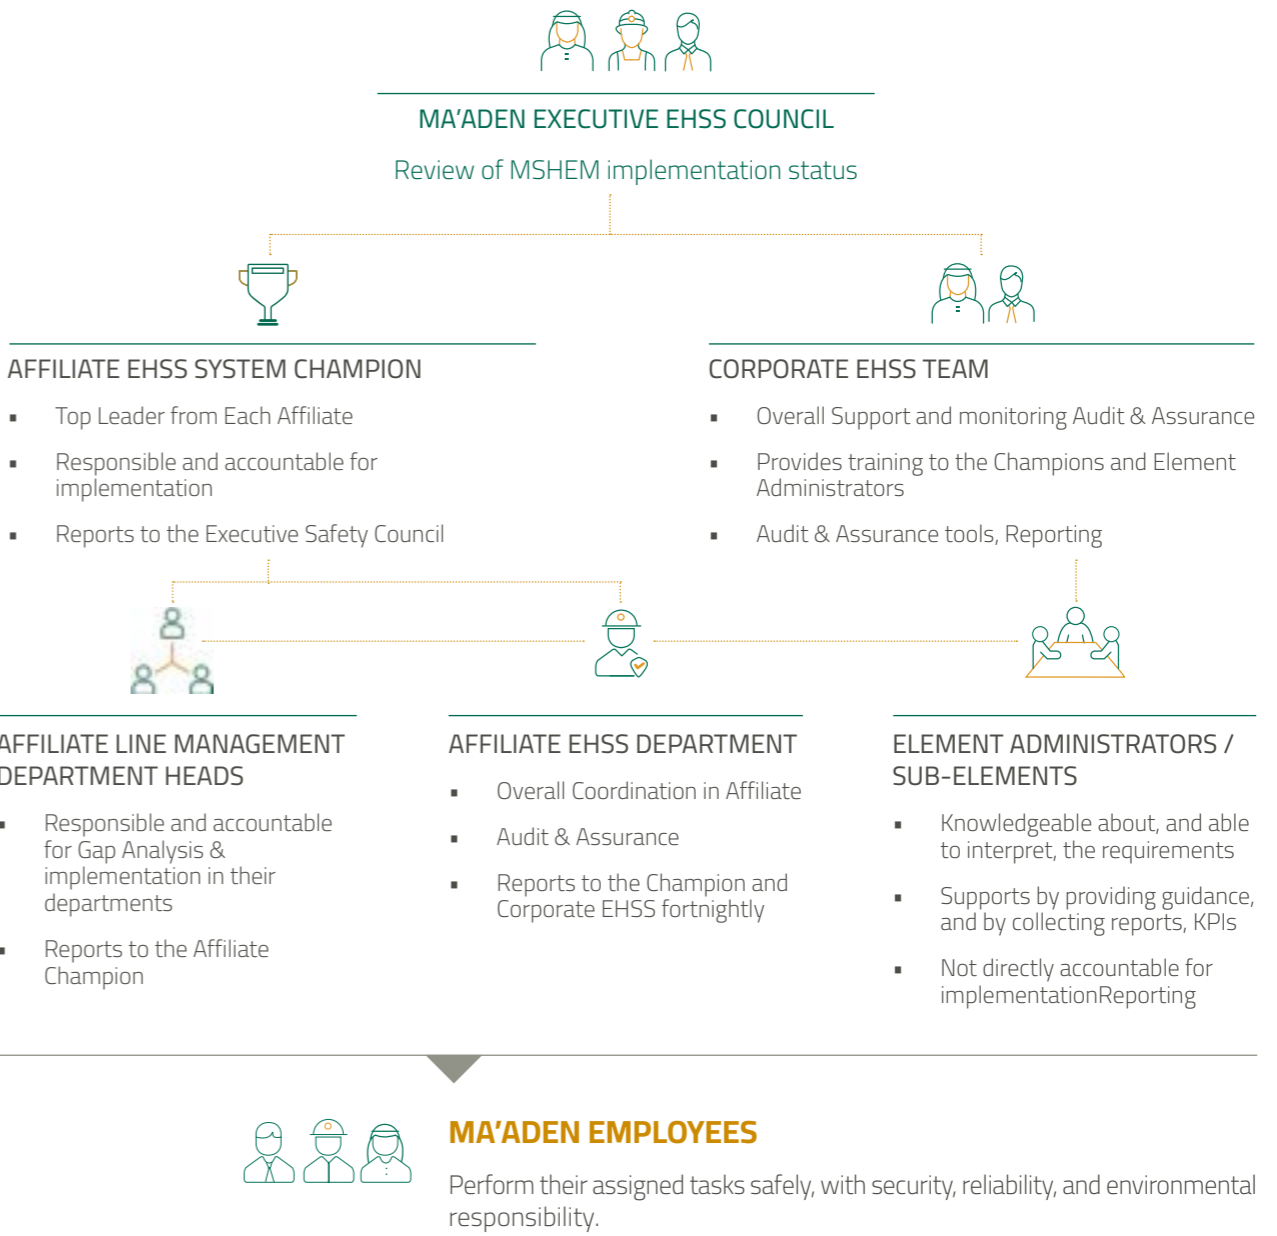 MA'ADEN EXECUTIVE EHSS COUNCIL
Review of MSHEM implementation status
AFFILIATE EHSS SYSTEM CHAMPION
▪ Top Leader from Each Affiliate
▪ Responsible and accountable for
implementation
▪ Reports to the Executive Safety Council
CORPORATE EHSS TEAM
▪ Overall Support and monitoring Audit & Assurance
▪ Provides training to the Champions and Element
Administrators
▪ Audit & Assurance tools, Reporting
AFFILIATE LINE MANAGEMENT
DEPARTMENT HEADS
▪ Responsible and accountable
for Gap Analysis &
implementation in their
departments
▪ Reports to the Affiliate
Champion
AFFILIATE EHSS DEPARTMENT
▪ Overall Coordination in Affiliate
▪ Audit & Assurance
▪ Reports to the Champion and
Corporate EHSS fortnightly
ELEMENT ADMINISTRATORS /
SUB-ELEMENTS
▪ Knowledgeable about, and able
to interpret, the requirements
▪ Supports by providing guidance,
and by collecting reports, KPIs
▪ Not directly accountable for
implementationReporting
MA'ADEN EMPLOYEES
Perform their assigned tasks safely, with security, reliability, and environmental
responsibility.